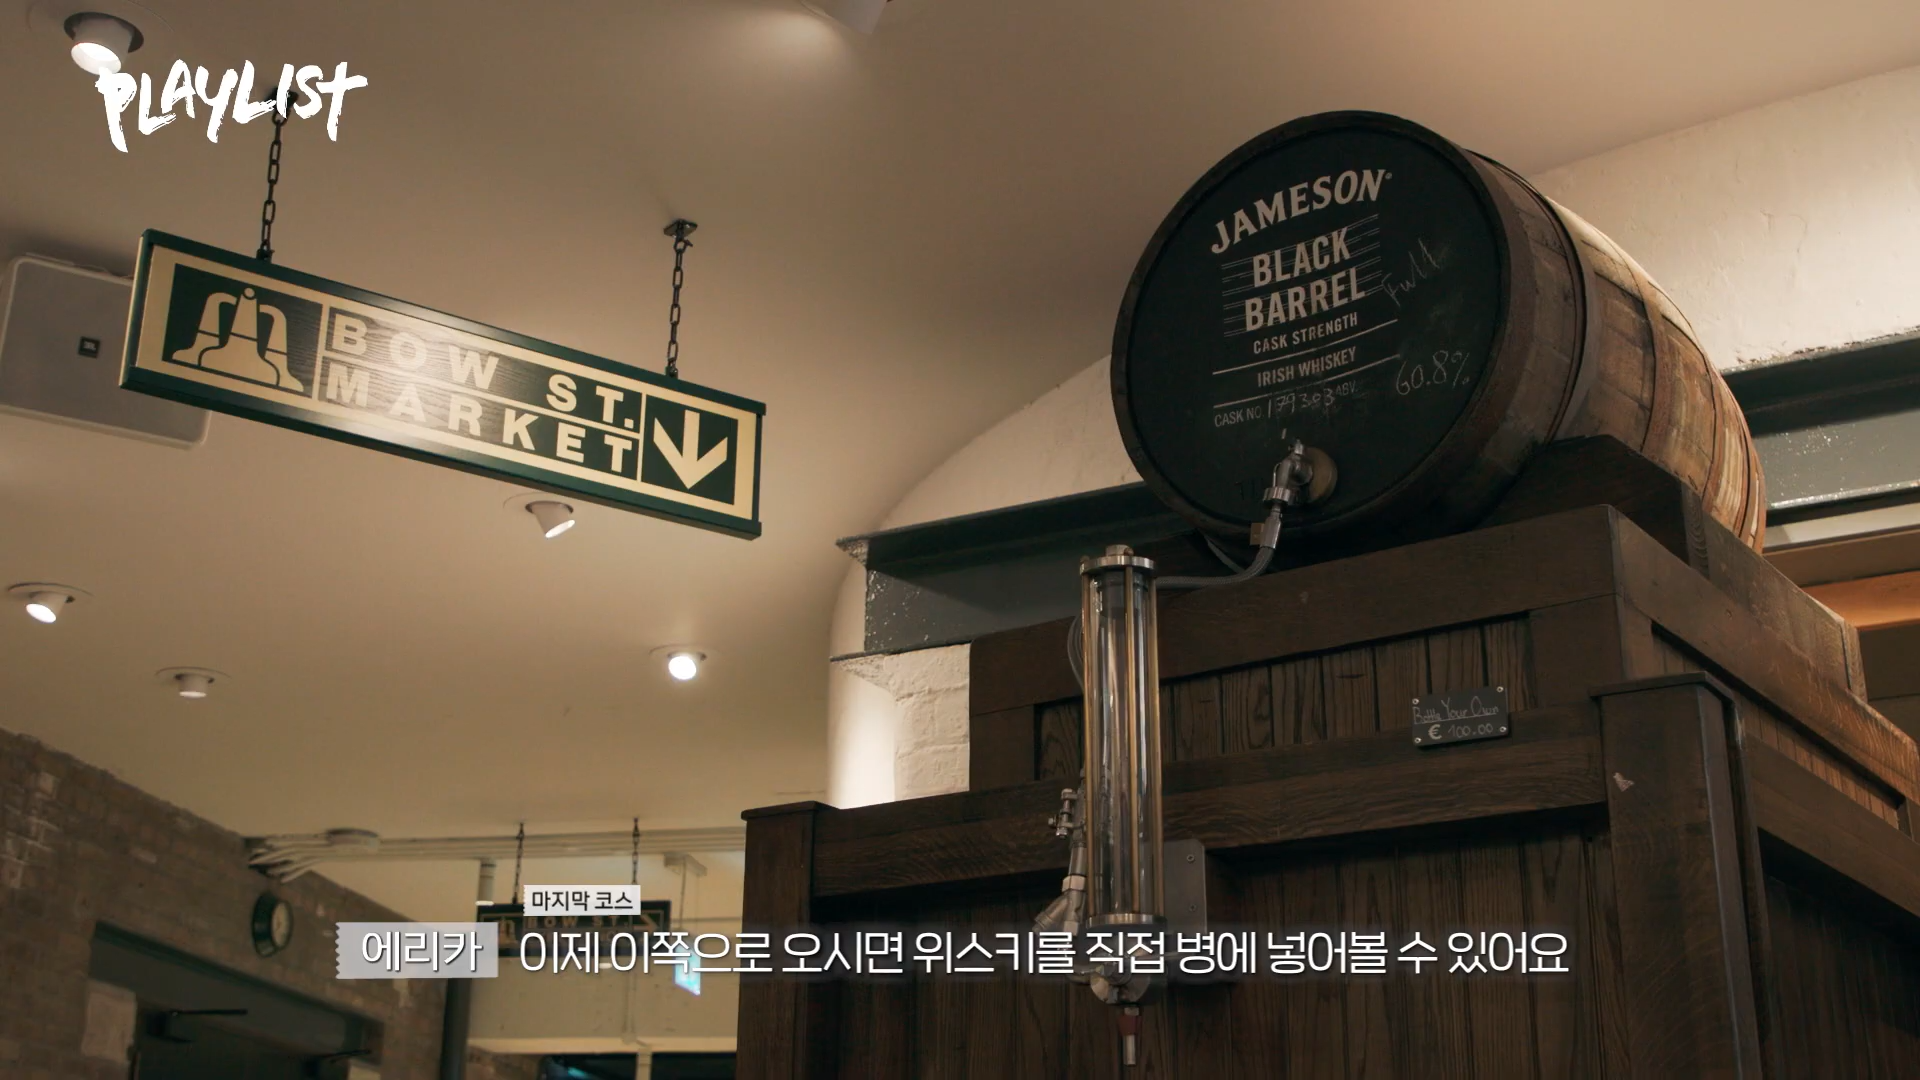 PLAYLIST
BOW ST.
MARKET
JAMESON
BLACK
BARREL
Full
CASK STRENGTH
IRISH WHISKEY
60.8%
CASK NO 179303 ABV
Bottle Your Own
€ 100.00
마지막 코스
에리카 이제 이쪽으로 오시면 위스키를 직접 병에 넣어볼 수 있어요